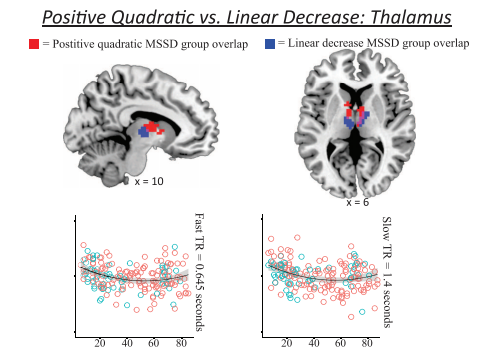 Positive Quadratic vs. Linear Decrease: Thalamus
= Postitive quadratic MSSD group overlap
= Linear decrease MSSD group overlap
x = 10
x = 6
Fast TR = 0.645 seconds
Slow TR = 1.4 seconds
20 40 60 80
20 40 60 80